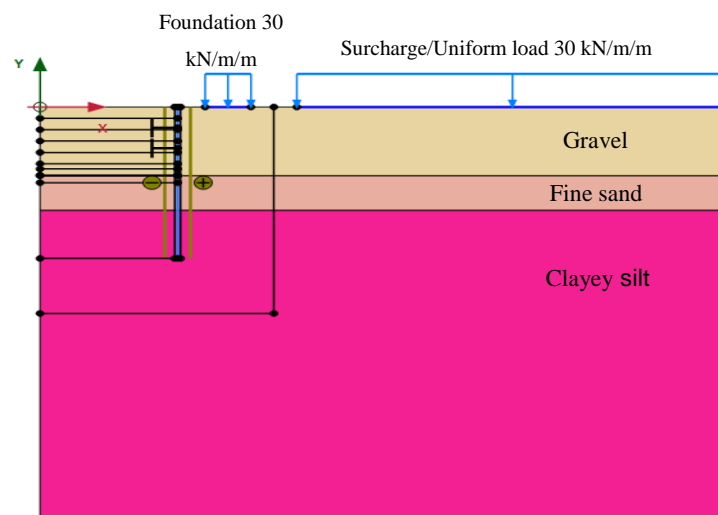 Foundation 30
kN/m/m
Surcharge/Uniform load 30 kN/m/m
Y
x
Gravel
Fine sand
Clayey silt